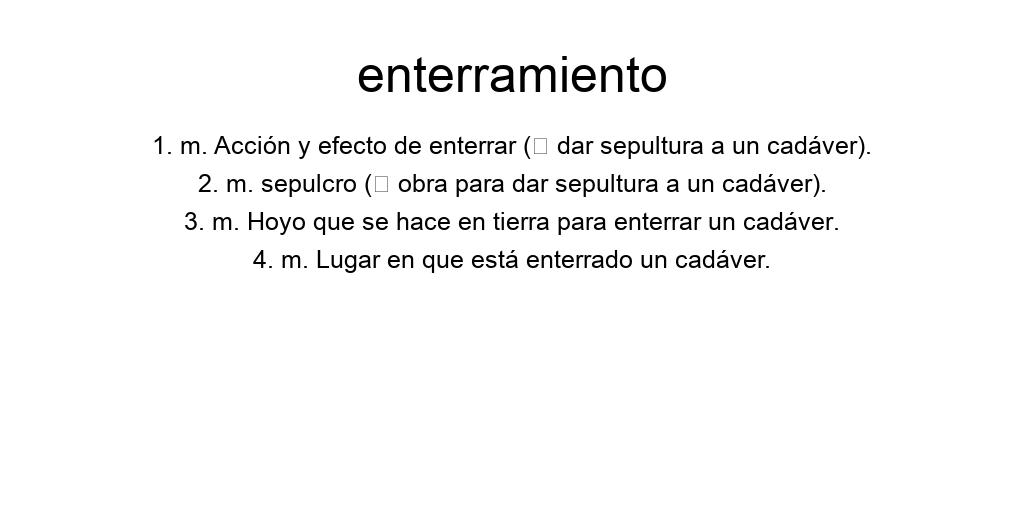 enterramiento
1. m. Acción y efecto de enterrar (□ dar sepultura a un cadáver).
2. m. sepulcro (□ obra para dar sepultura a un cadáver).
3. m. Hoyo que se hace en tierra para enterrar un cadáver.
4. m. Lugar en que está enterrado un cadáver.